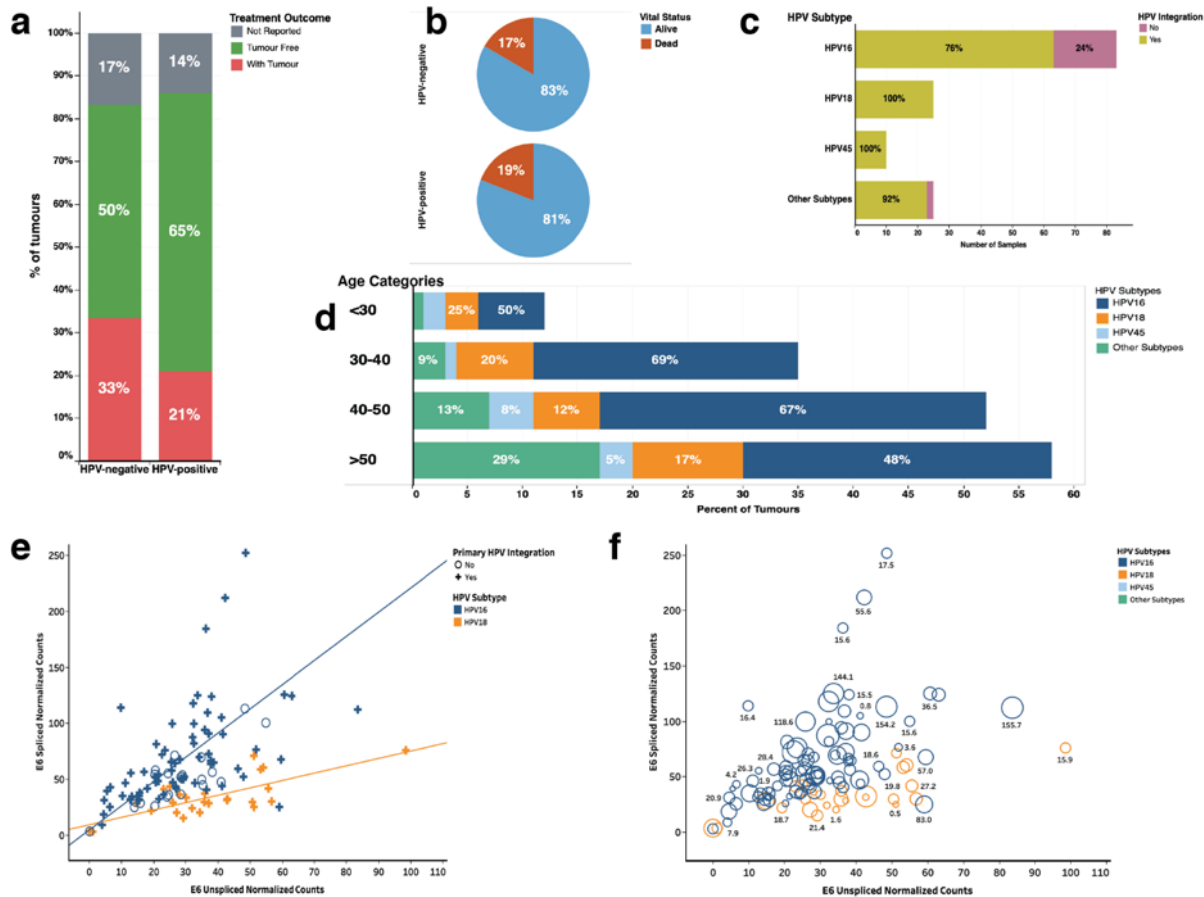 a
Treatment Outcome
Not Reported
Tumour Free
With Tumour
100%
90%
80%
70%
60%
50%
40%
30%
20%
10%
0%
% of tumours
17%
14%
50%
65%
33%
21%
HPV-negative
HPV-positive
b
Vital Status
Alive
Dead
HPV-negative
17%
83%
HPV-positive
19%
81%
c
HPV Subtype
HPV Integration
No
Yes
HPV16
76%
24%
HPV18
100%
HPV45
100%
Other Subtypes
92%
0
10
20
30
40
50
60
70
80
Number of Samples
d
Age Categories
HPV Subtypes
HPV16
HPV18
HPV45
Other Subtypes
<30
25%
50%
30-40
9%
20%
69%
40-50
13%
8%
12%
67%
>50
29%
5%
17%
48%
0
5
10
15
20
25
30
35
40
45
50
55
60
Percent of Tumours
e
Primary HPV Integration
No
Yes
HPV Subtype
HPV16
HPV18
250
200
150
100
50
0
E6 Spliced Normalized Counts
0
10
20
30
40
50
60
70
80
90
100
110
E6 Unspliced Normalized Counts
f
HPV Subtypes
HPV16
HPV18
HPV45
Other Subtypes
250
200
150
100
50
0
E6 Spliced Normalized Counts
17.5
55.6
15.6
144.1
15.5
0.8
16.4
118.6
154.2
36.5
15.6
155.7
3.6
18.6
57.0
15.9
28.4
26.3
4.2
1.9
19.8
27.2
20.9
0.5
83.0
18.7
21.4
1.6
7.9
0
10
20
30
40
50
60
70
80
90
100
110
E6 Unspliced Normalized Counts